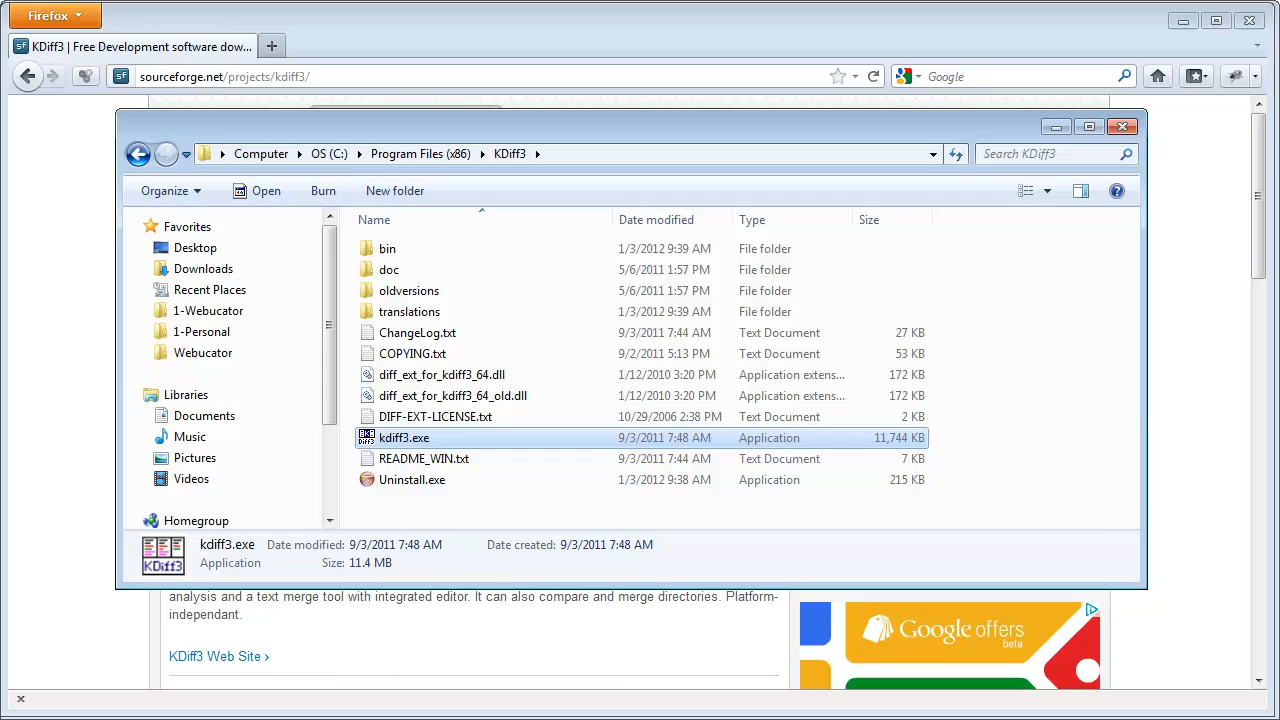 Firefox
KDiff3 | Free Development software dow...
sourceforge.net/projects/kdiff3/
Google
Computer
OS (C:)
Program Files (x86)
KDiff3
Search KDiff3
Organize
Open
Burn
New folder
Favorites
Desktop
Downloads
Recent Places
1-Webucator
1-Personal
Webucator
Libraries
Documents
Music
Pictures
Videos
Homegroup
Name Date modified Type Size
bin 1/3/2012 9:39 AM File folder
doc 5/6/2011 1:57 PM File folder
oldversions 5/6/2011 1:57 PM File folder
translations 1/3/2012 9:39 AM File folder
ChangeLog.txt 9/3/2011 7:44 AM Text Document 27 KB
COPYING.txt 9/2/2011 5:13 PM Text Document 53 KB
diff_ext_for_kdiff3_64.dll 1/12/2010 3:20 PM Application extens... 172 KB
diff_ext_for_kdiff3_64_old.dll 1/12/2010 3:20 PM Application extens... 172 KB
DIFF-EXT-LICENSE.txt 10/29/2006 2:38 PM Text Document 2 KB
kdiff3.exe 9/3/2011 7:48 AM Application 11,744 KB
README_WIN.txt 9/3/2011 7:44 AM Text Document 7 KB
Uninstall.exe 1/3/2012 9:38 AM Application 215 KB
KDiff3
kdiff3.exe Date modified: 9/3/2011 7:48 AM Date created: 9/3/2011 7:48 AM
Application Size: 11.4 MB
analysis and a text merge tool with integrated editor. It can also compare and merge directories. Platform-
independant.
KDiff3 Web Site ›
Google offers
beta